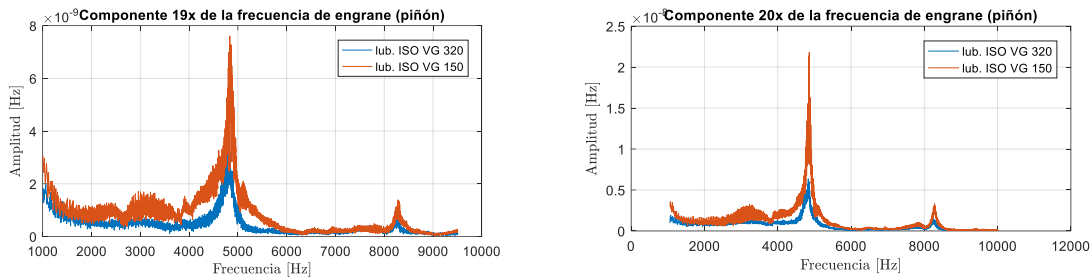 ×10⁻⁹ Componente 19x de la frecuencia de engrane (piñón)
8
6
4
2
0
Amplitud [Hz]
lub. ISO VG 320
lub. ISO VG 150
1000 2000 3000 4000 5000 6000 7000 8000 9000 10000
Frecuencia [Hz]
Componente 20x de la frecuencia de engrane (piñón)
2.5
2
1.5
1
0.5
0
Amplitud [Hz]
lub. ISO VG 320
lub. ISO VG 150
0 2000 4000 6000 8000 10000 12000
Frecuencia [Hz]